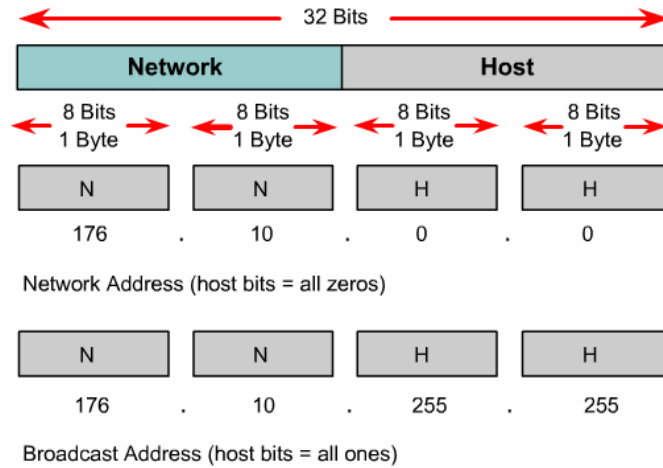 32 Bits
Network Host
8 Bits 8 Bits 8 Bits 8 Bits
1 Byte 1 Byte 1 Byte 1 Byte
N N H H
176 . 10 . 0 . 0
Network Address (host bits = all zeros)
N N H H
176 . 10 . 255 . 255
Broadcast Address (host bits = all ones)